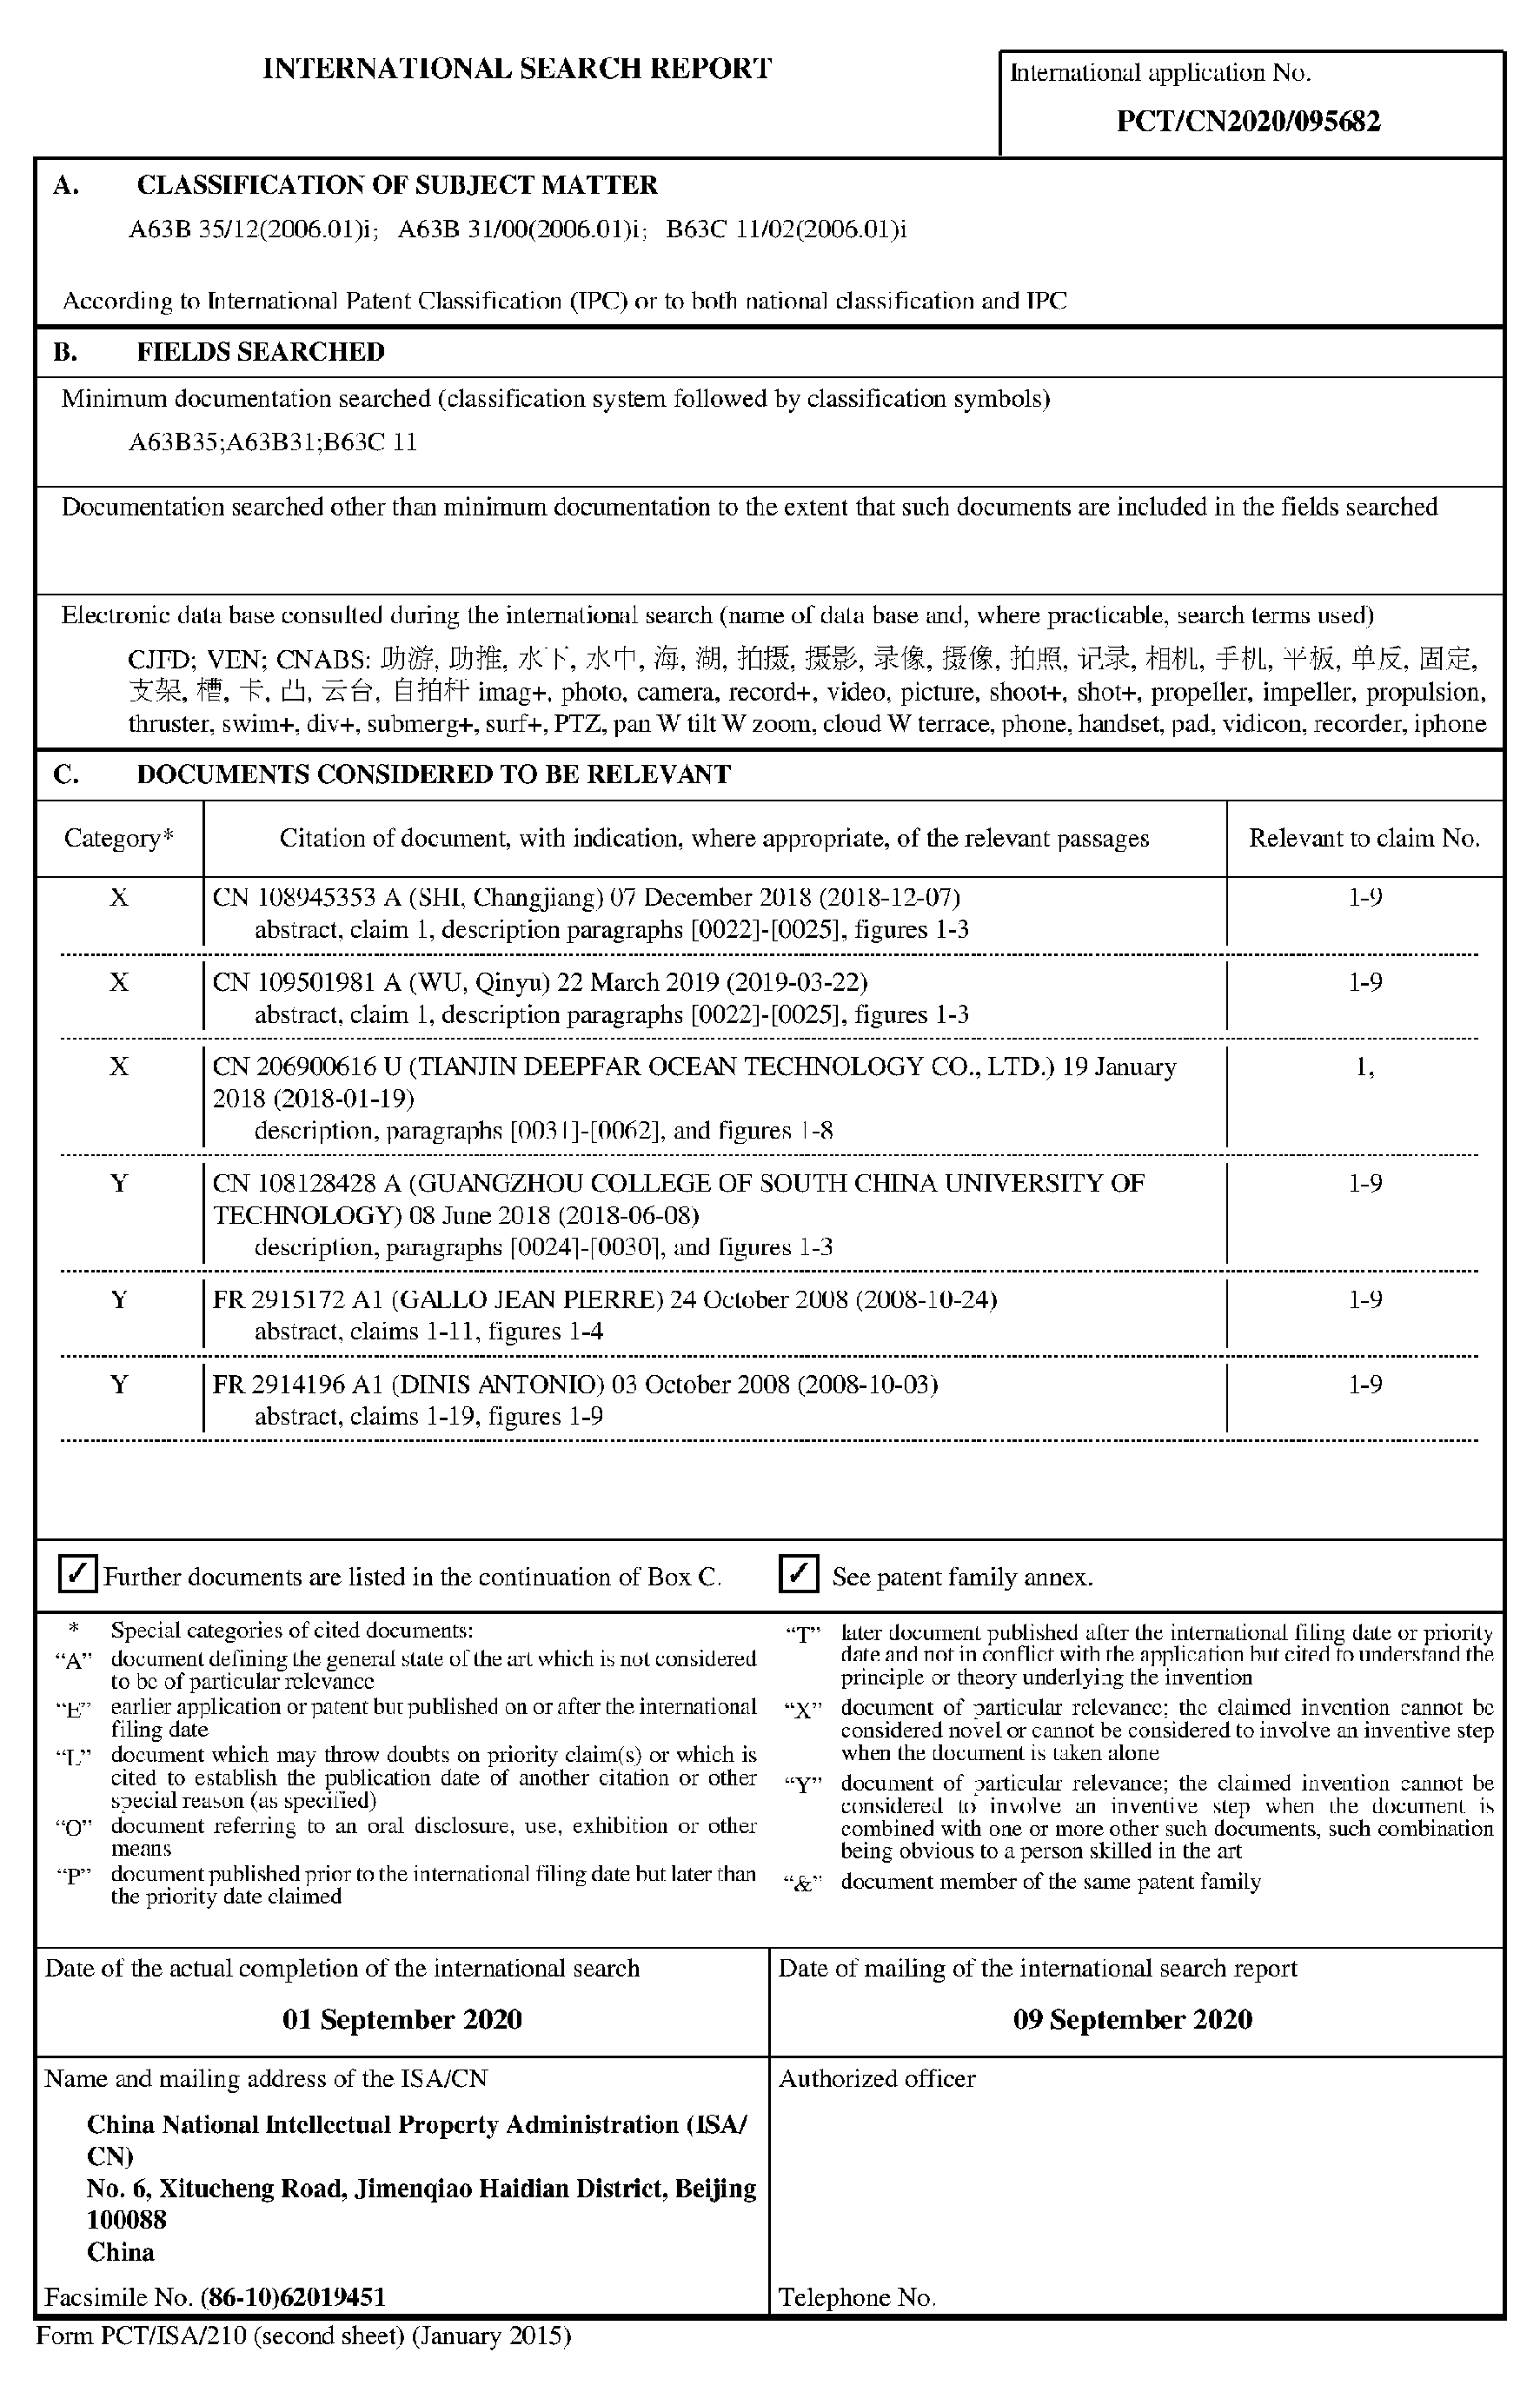 INTERNATIONAL SEARCH REPORT
International application No.
PCT/CN2020/095682
A. CLASSIFICATION OF SUBJECT MATTER
A63B 35/12(2006.01)i; A63B 31/00(2006.01)i; B63C 11/02(2006.01)i
According to International Patent Classification (IPC) or to both national classification and IPC
B. FIELDS SEARCHED
Minimum documentation searched (classification system followed by classification symbols)
A63B35;A63B31;B63C 11
Documentation searched other than minimum documentation to the extent that such documents are included in the fields searched
Electronic data base consulted during the international search (name of data base and, where practicable, search terms used)
CJFD; VEN; CNABS: 助游, 助推, 水下, 水中, 海, 湖, 拍摄, 摄影, 录像, 摄像, 拍照, 记录, 相机, 手机, 平板, 单反, 固定,
支架, 槽, 卡, 凸, 云台, 自拍杆 imag+, photo, camera, record+, video, picture, shoot+, shot+, propeller, impeller, propulsion,
thruster, swim+, div+, submerg+, surf+, PTZ, pan W tilt W zoom, cloud W terrace, phone, handset, pad, vidicon, recorder, iphone
C. DOCUMENTS CONSIDERED TO BE RELEVANT
Category* Citation of document, with indication, where appropriate, of the relevant passages Relevant to claim No.
X CN 108945353 A (SHI, Changjiang) 07 December 2018 (2018-12-07) 1-9
abstract, claim 1, description paragraphs [0022]-[0025], figures 1-3
X CN 109501981 A (WU, Qinyu) 22 March 2019 (2019-03-22) 1-9
abstract, claim 1, description paragraphs [0022]-[0025], figures 1-3
X CN 206900616 U (TIANJIN DEEPFAR OCEAN TECHNOLOGY CO., LTD.) 19 January 1,
2018 (2018-01-19)
description, paragraphs [0031]-[0062], and figures 1-8
Y CN 108128428 A (GUANGZHOU COLLEGE OF SOUTH CHINA UNIVERSITY OF 1-9
TECHNOLOGY) 08 June 2018 (2018-06-08)
description, paragraphs [0024]-[0030], and figures 1-3
Y FR 2915172 A1 (GALLO JEAN PIERRE) 24 October 2008 (2008-10-24) 1-9
abstract, claims 1-11, figures 1-4
Y FR 2914196 A1 (DINIS ANTONIO) 03 October 2008 (2008-10-03) 1-9
abstract, claims 1-19, figures 1-9
✓ Further documents are listed in the continuation of Box C. ✓ See patent family annex.
* Special categories of cited documents:
“A” document defining the general state of the art which is not considered
to be of particular relevance
“E” earlier application or patent but published on or after the international
filing date
“L” document which may throw doubts on priority claim(s) or which is
cited to establish the publication date of another citation or other
special reason (as specified)
“O” document referring to an oral disclosure, use, exhibition or other
means
“P” document published prior to the international filing date but later than
the priority date claimed
“T” later document published after the international filing date or priority
date and not in conflict with the application but cited to understand the
principle or theory underlying the invention
“X” document of particular relevance; the claimed invention cannot be
considered novel or cannot be considered to involve an inventive step
when the document is taken alone
“Y” document of particular relevance; the claimed invention cannot be
considered to involve an inventive step when the document is
combined with one or more other such documents, such combination
being obvious to a person skilled in the art
“&” document member of the same patent family
Date of the actual completion of the international search
01 September 2020
Date of mailing of the international search report
09 September 2020
Name and mailing address of the ISA/CN
China National Intellectual Property Administration (ISA/
CN)
No. 6, Xitucheng Road, Jimenqiao Haidian District, Beijing
100088
China
Authorized officer
Facsimile No. (86-10)62019451
Telephone No.
Form PCT/ISA/210 (second sheet) (January 2015)